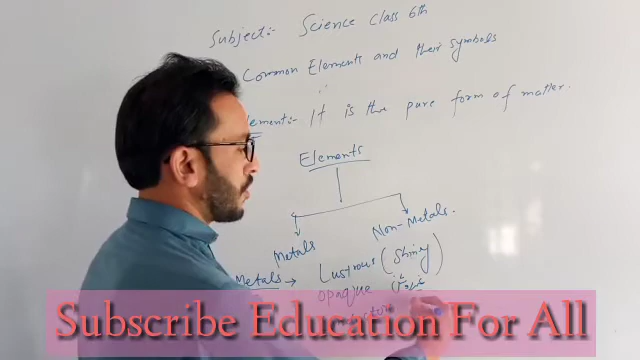 Subject:- Science Class 6th
Common Elements and their Symbols
ement:- It is the pure form of matter.
Elements
Metals
Non-Metals.
Metals → Lustrous (Shiny)
Opaque
Subscribe Education For All